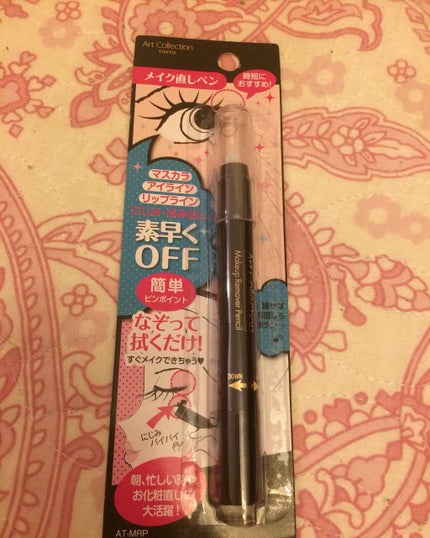 Art Collection
TOKYO
メイク直しペン
時短に
おすすめ!
マスカラ
アイライン
リップライン
素早く
OFF
簡単
ピンポイント
なぞって
拭くだけ!
すぐメイクできちゃう♥
Makeup Remover Pencil
DOWN
にじみ
バイバイ
朝、忙しい時や
お化粧直しに
大活躍!
AT-MRP